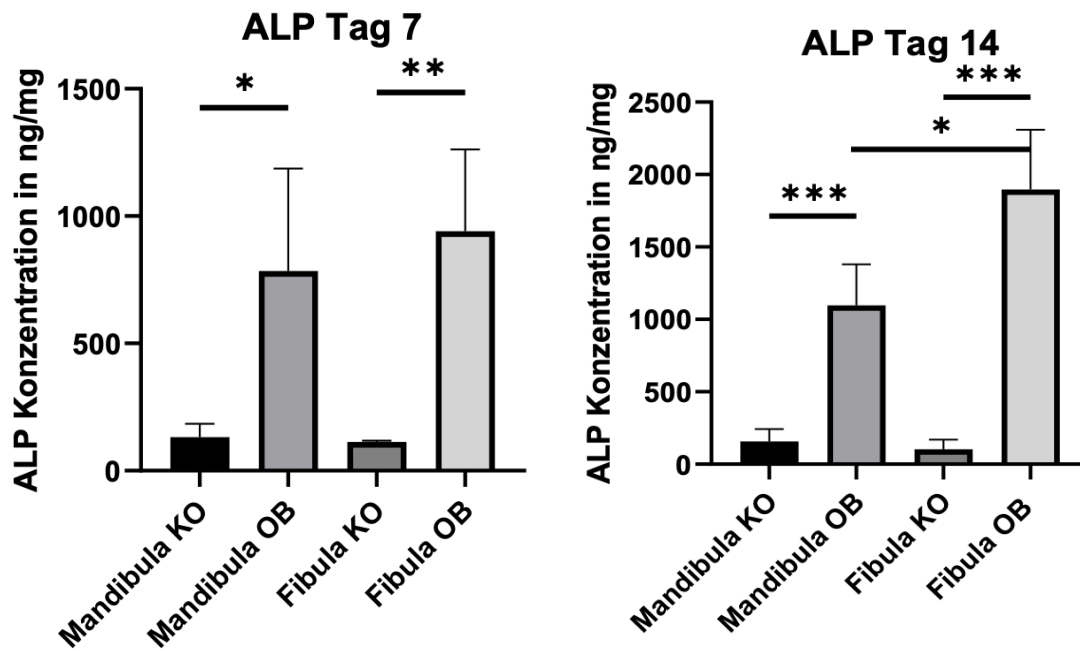 ALP Tag 7
ALP Konzentration in ng/mg
1500
1000
500
0
*
**
Mandibula KO
Mandibula OB
Fibula KO
Fibula OB
ALP Tag 14
ALP Konzentration in ng/mg
2500
2000
1500
1000
500
0
***
*
***
Mandibula KO
Mandibula OB
Fibula KO
Fibula OB